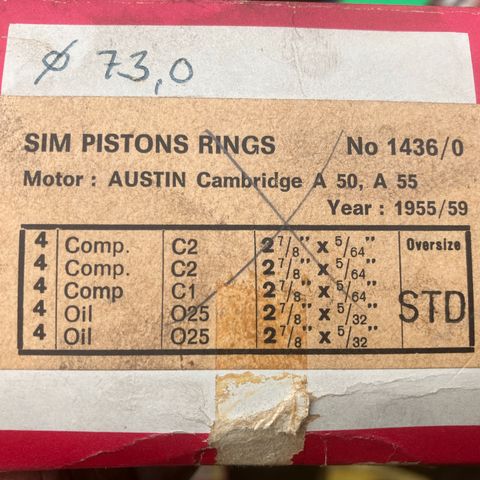 ø 73,0
SIM PISTONS RINGS No 1436/0
Motor : AUSTIN Cambridge A 50, A 55
Year : 1955/59
Oversize
4 Comp. C2 2 7/8" x 5/64"
4 Comp. C2 2 7/8" x 5/64"
4 Comp C1 2 7/8" x 5/64"
4 Oil O25 2 7/8" x 5/32"
4 Oil O25 2 7/8" x 5/32"
STD